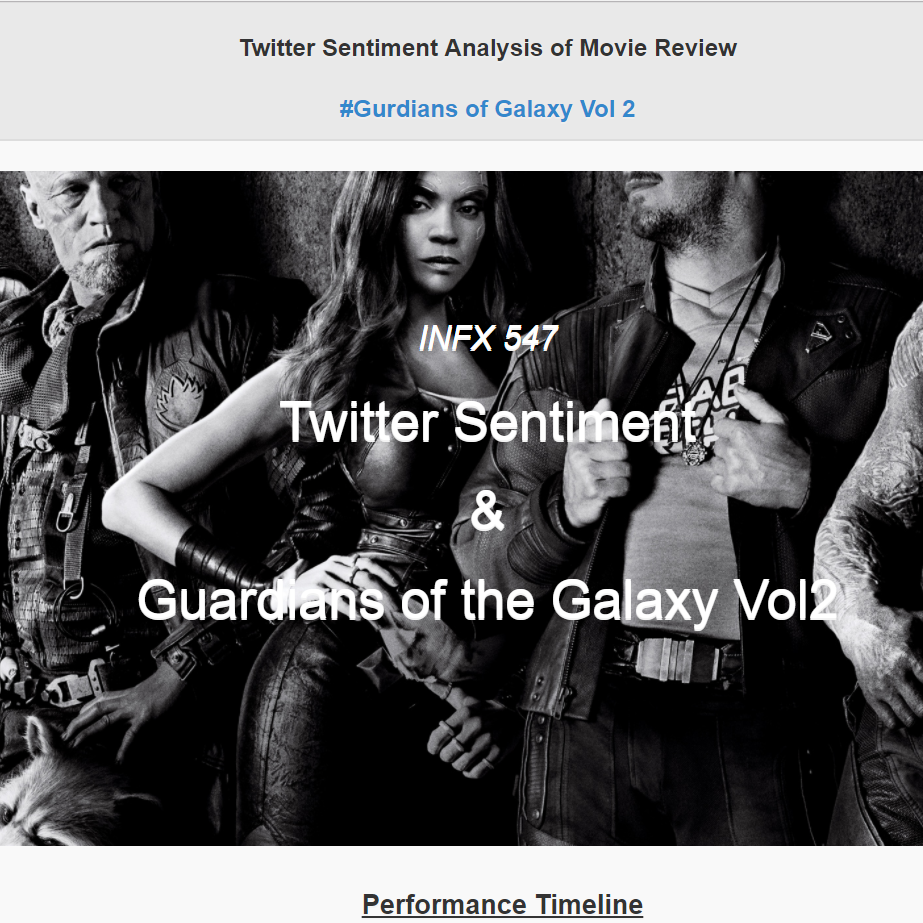 Twitter Sentiment Analysis of Movie Review
#Gurdians of Galaxy Vol 2
INFX 547
Twitter Sentiment
&
Guardians of the Galaxy Vol2
Performance Timeline